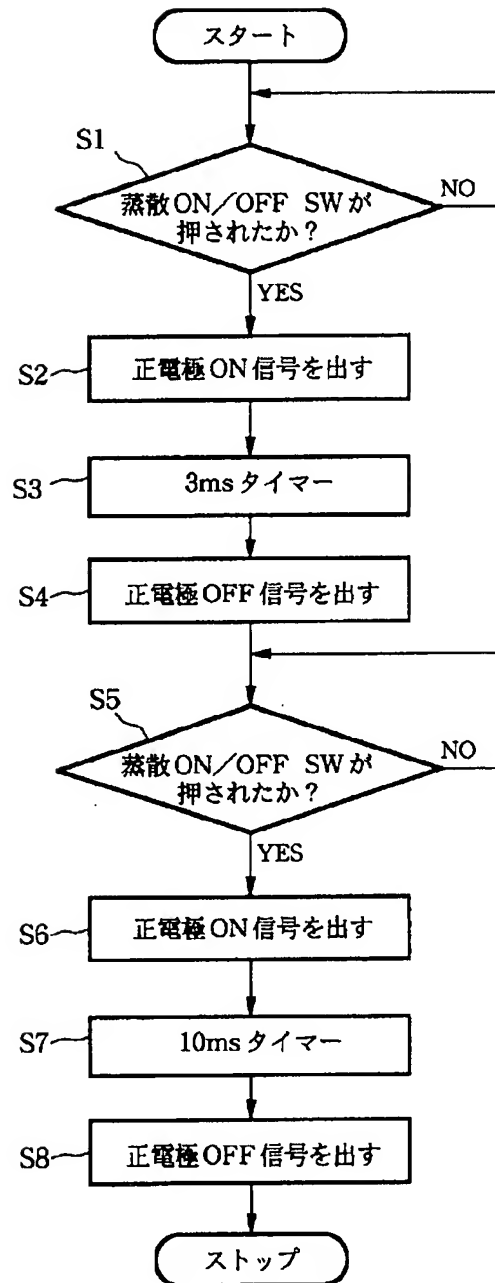 スタート
S1
蒸散ON/OFF SWが
押されたか?
NO
YES
S2
正電極ON信号を出す
S3
3msタイマー
S4
正電極OFF信号を出す
S5
蒸散ON/OFF SWが
押されたか?
NO
YES
S6
正電極ON信号を出す
S7
10msタイマー
S8
正電極OFF信号を出す
ストップ